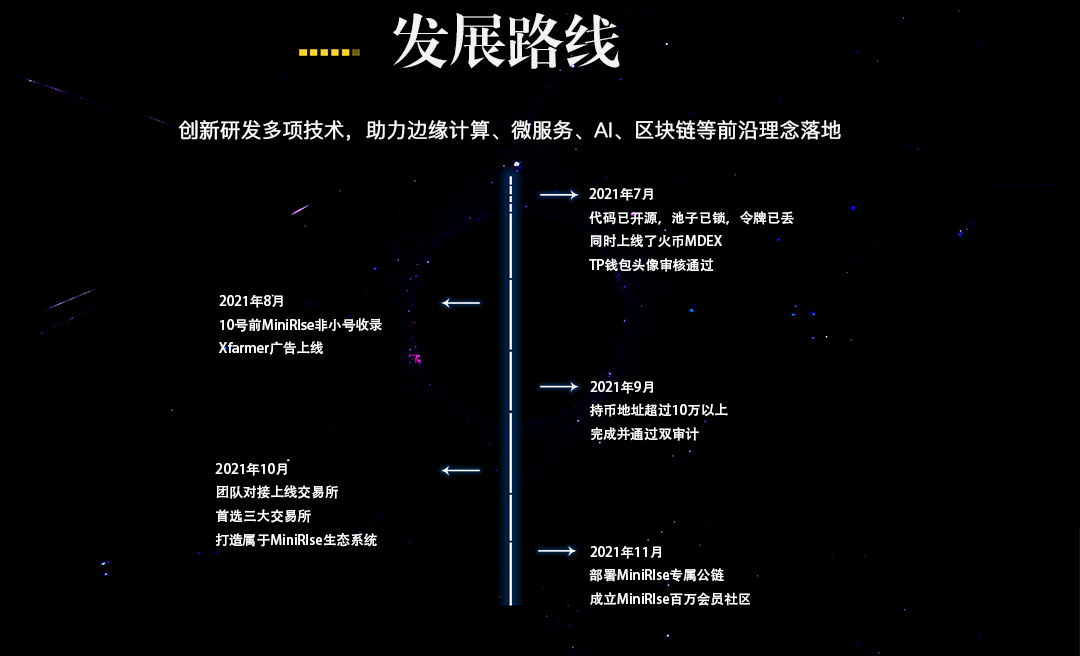 发展路线
创新研发多项技术，助力边缘计算、微服务、AI、区块链等前沿理念落地
2021年7月
代码已开源，池子已锁，令牌已丢
同时上线了火币MDEX
TP钱包头像审核通过
2021年8月
10号前MiniRIse非小号收录
Xfarmer广告上线
2021年9月
持币地址超过10万以上
完成并通过双审计
2021年10月
团队对接上线交易所
首选三大交易所
打造属于MiniRIse生态系统
2021年11月
部署MiniRIse专属公链
成立MiniRIse百万会员社区